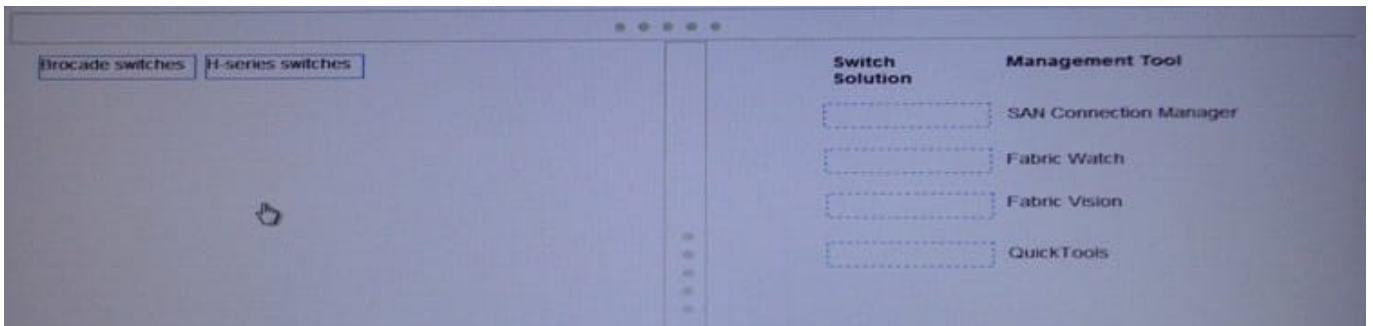 Brocade switches
H-series switches
Switch Solution
Management Tool
SAN Connection Manager
Fabric Watch
Fabric Vision
QuickTools